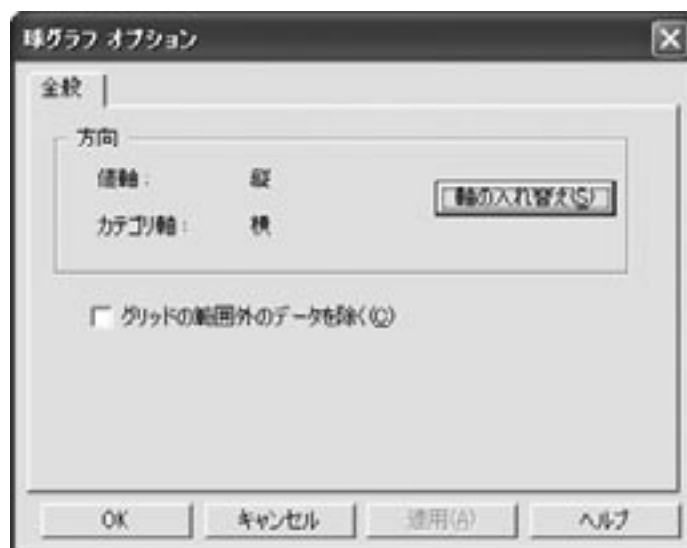 球グラフ オプション
全般
方向
値軸: 縦
軸の入れ替え(S)
カテゴリ軸: 横
グリッドの範囲外のデータを除く(C)
OK キャンセル 適用(A) ヘルプ